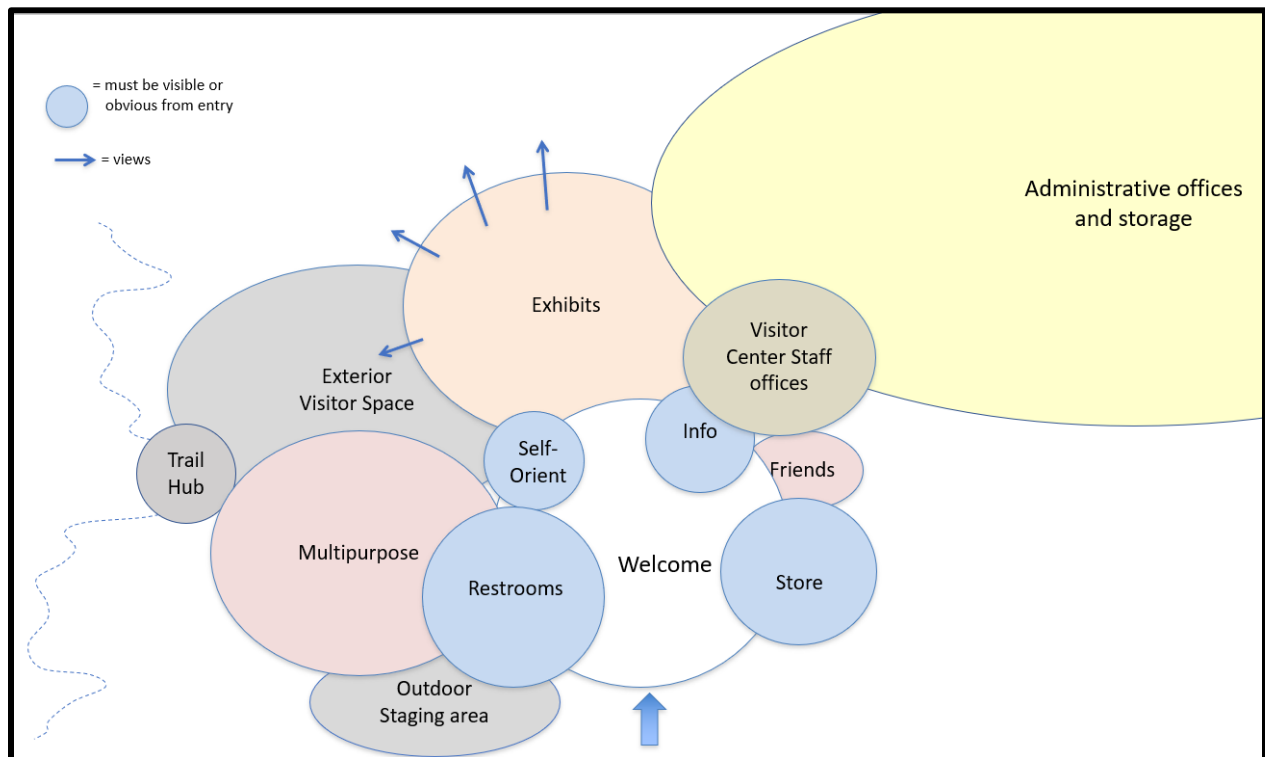 = must be visible or
obvious from entry
= views
Administrative offices
and storage
Exhibits
Visitor
Center Staff
offices
Exterior
Visitor Space
Info
Self-
Orient
Trail
Hub
Friends
Multipurpose
Welcome
Restrooms
Store
Outdoor
Staging area